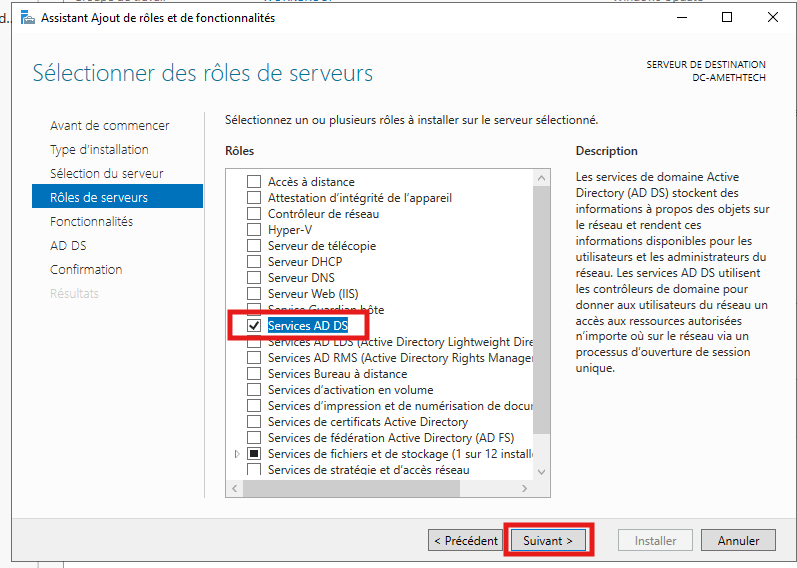 Groupe de travail
WORKGROUP
Windows Update
d..
Assistant Ajout de rôles et de fonctionnalités
Sélectionner des rôles de serveurs
SERVEUR DE DESTINATION
DC-AMETHTECH
Avant de commencer
Type d'installation
Sélection du serveur
Rôles de serveurs
Fonctionnalités
AD DS
Confirmation
Résultats
Sélectionnez un ou plusieurs rôles à installer sur le serveur sélectionné.
Rôles
Accès à distance
Attestation d'intégrité de l'appareil
Contrôleur de réseau
Hyper-V
Serveur de télécopie
Serveur DHCP
Serveur DNS
Serveur Web (IIS)
Service Guardian hôte
Services AD DS
Services AD LDS (Active Directory Lightweight Dire
Services AD RMS (Active Directory Rights Manager
Services Bureau à distance
Services d'activation en volume
Services d'impression et de numérisation de docu
Services de certificats Active Directory
Services de fédération Active Directory (AD FS)
Services de fichiers et de stockage (1 sur 12 install
Services de stratégie et d'accès réseau
Description
Les services de domaine Active
Directory (AD DS) stockent des
informations à propos des objets sur
le réseau et rendent ces
informations disponibles pour les
utilisateurs et les administrateurs du
réseau. Les services AD DS utilisent
les contrôleurs de domaine pour
donner aux utilisateurs du réseau un
accès aux ressources autorisées
n'importe où sur le réseau via un
processus d'ouverture de session
unique.
< Précédent
Suivant >
Installer
Annuler